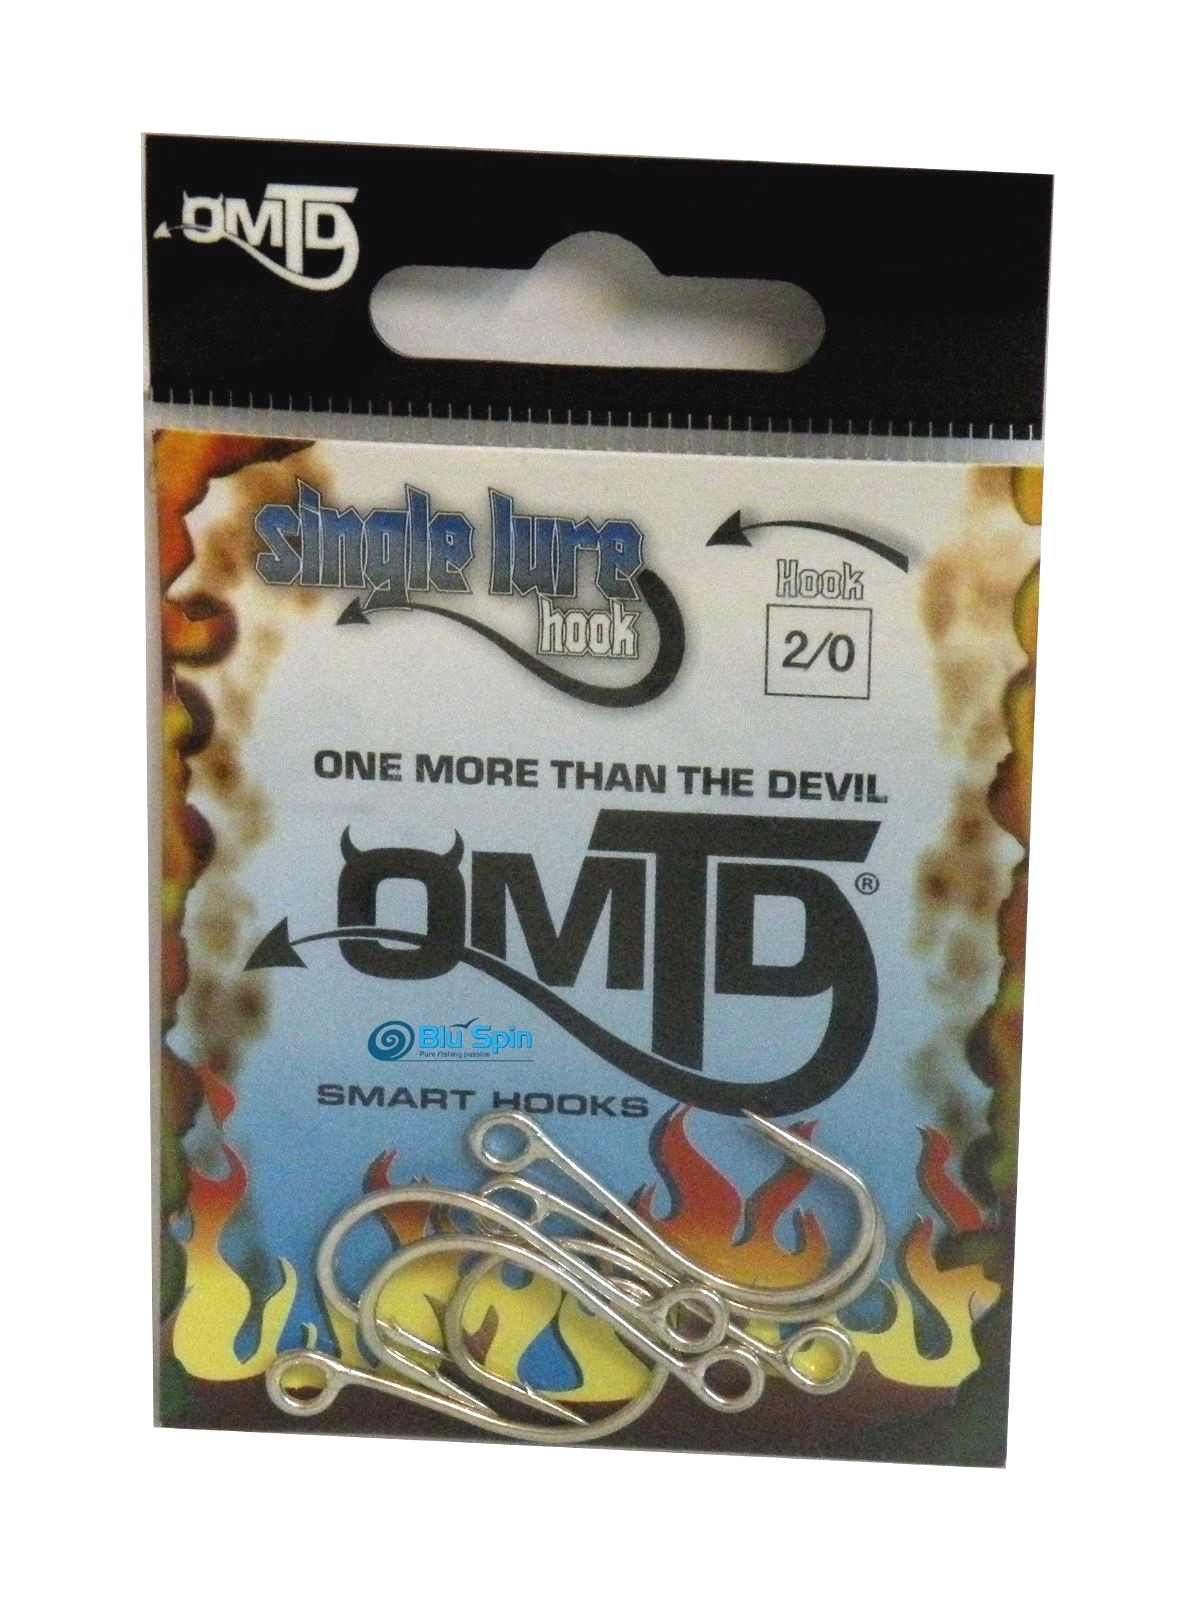 OMTD
single lure
hook
Hook
2/0
ONE MORE THAN THE DEVIL
OMTD®
Blu Spin
Pure Fishing passion
SMART HOOKS